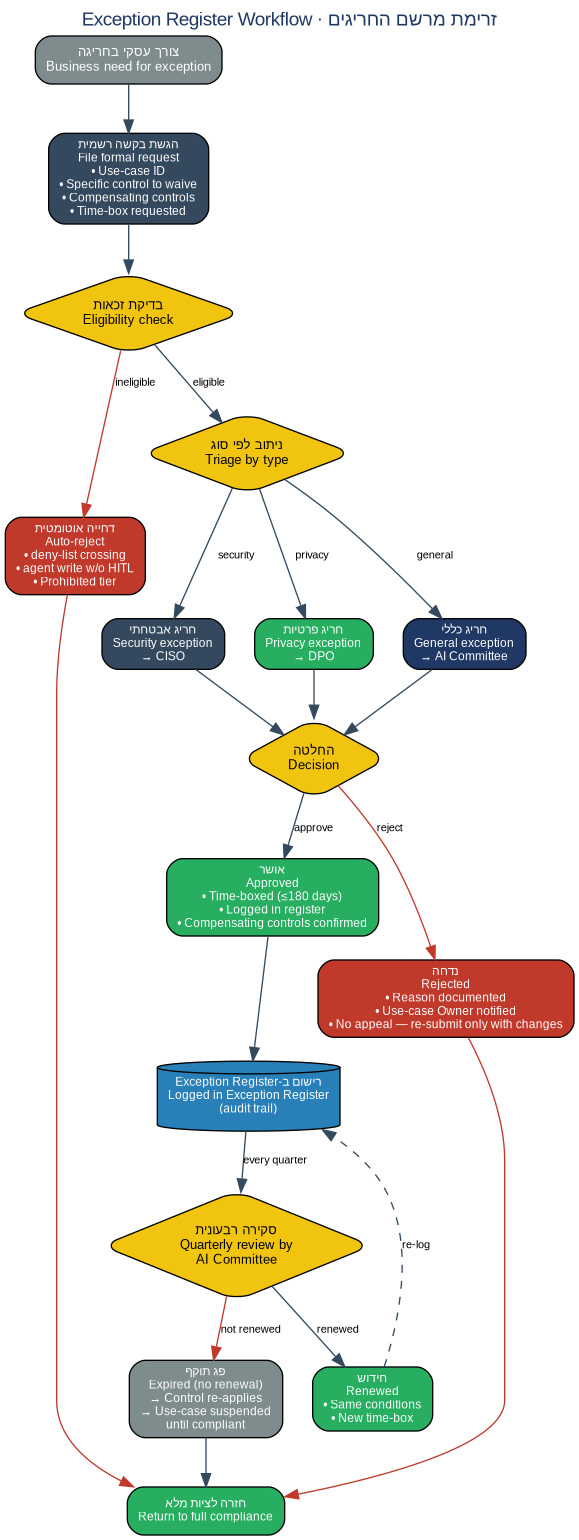 Exception Register Workflow · זרימת מרשם החריגים
צורך עסקי בחריגה
Business need for exception
הגשת בקשה רשמית
File formal request
• Use-case ID
• Specific control to waive
• Compensating controls
• Time-box requested
בדיקת זכאות
Eligibility check
ineligible
eligible
ניתוב לפי סוג
Triage by type
security
privacy
general
דחייה אוטומטית
Auto-reject
• deny-list crossing
• agent write w/o HITL
• Prohibited tier
חריג אבטחתי
Security exception
→ CISO
חריג פרטיות
Privacy exception
→ DPO
חריג כללי
General exception
→ AI Committee
החלטה
Decision
approve
reject
אושר
Approved
• Time-boxed (≤180 days)
• Logged in register
• Compensating controls confirmed
נדחה
Rejected
• Reason documented
• Use-case Owner notified
• No appeal — re-submit only with changes
רישום ב-Exception Register
Logged in Exception Register
(audit trail)
every quarter
סקירה רבעונית
Quarterly review by
AI Committee
re-log
not renewed
renewed
פג תוקף
Expired (no renewal)
→ Control re-applies
→ Use-case suspended
until compliant
חידוש
Renewed
• Same conditions
• New time-box
חזרה לציות מלא
Return to full compliance